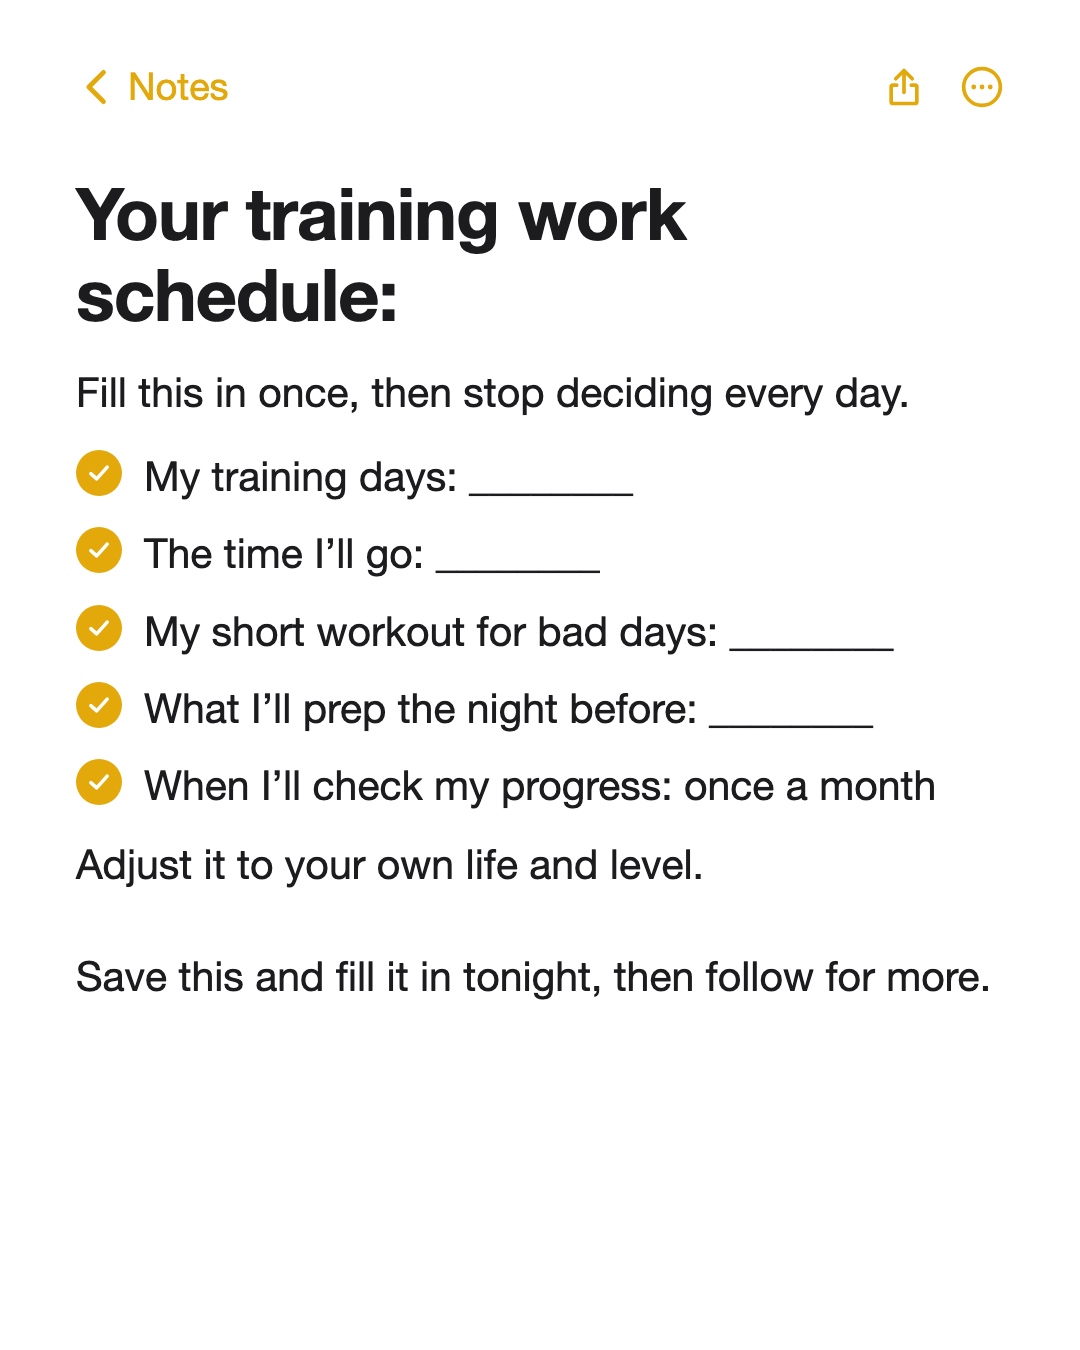 Notes
Your training work
schedule:
Fill this in once, then stop deciding every day.
My training days: ________
The time I’ll go: ________
My short workout for bad days: ________
What I’ll prep the night before: ________
When I’ll check my progress: once a month
Adjust it to your own life and level.
Save this and fill it in tonight, then follow for more.